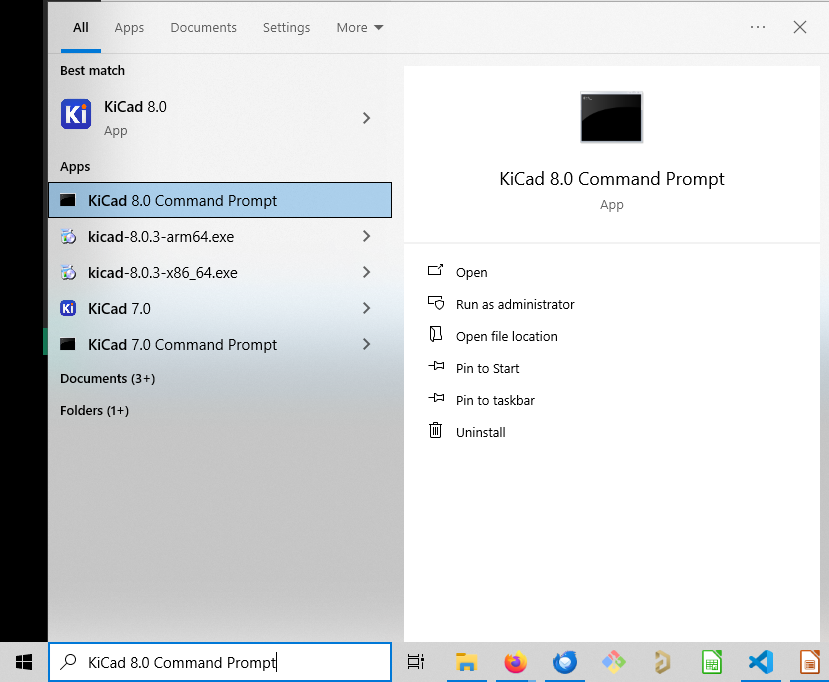 All Apps Documents Settings More
Best match
Ki KiCad 8.0
App
Apps
KiCad 8.0 Command Prompt
kicad-8.0.3-arm64.exe
kicad-8.0.3-x86_64.exe
Ki KiCad 7.0
KiCad 7.0 Command Prompt
Documents (3+)
Folders (1+)
KiCad 8.0 Command Prompt
App
Open
Run as administrator
Open file location
Pin to Start
Pin to taskbar
Uninstall
KiCad 8.0 Command Prompt